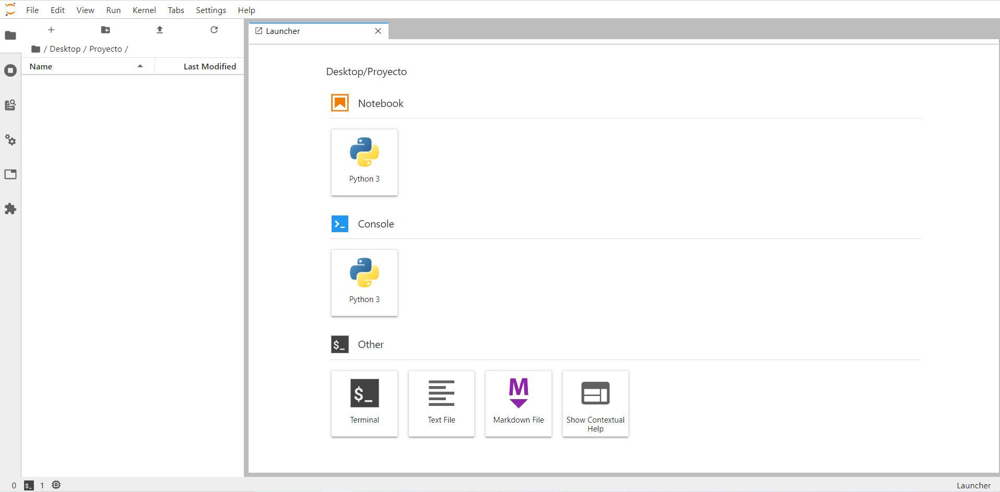 File Edit View Run Kernel Tabs Settings Help
/ Desktop / Proyecto /
Name Last Modified
Launcher
Desktop/Proyecto
Notebook
Python 3
Console
Python 3
$_ Other
$_
Terminal
Text File
M
Markdown File
Show Contextual
Help
0 $_ 1
Launcher